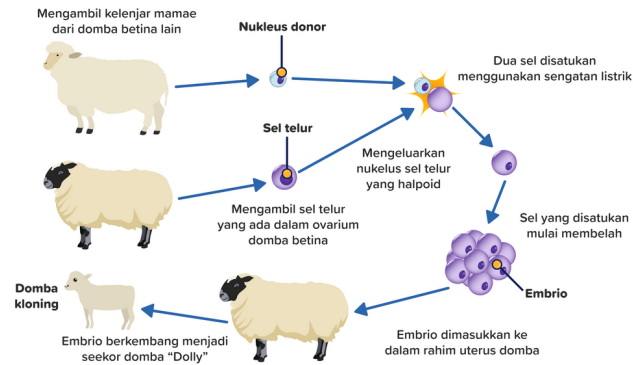 Mengambil kelenjar mamae
dari domba betina lain
Nukleus donor
Dua sel disatukan
menggunakan sengatan listrik
Sel telur
Mengeluarkan
nukelus sel telur
yang halpoid
Mengambil sel telur
yang ada dalam ovarium
domba betina
Sel yang disatukan
mulai membelah
Embrio
Domba
kloning
Embrio dimasukkan ke
dalam rahim uterus domba
Embrio berkembang menjadi
seekor domba “Dolly”